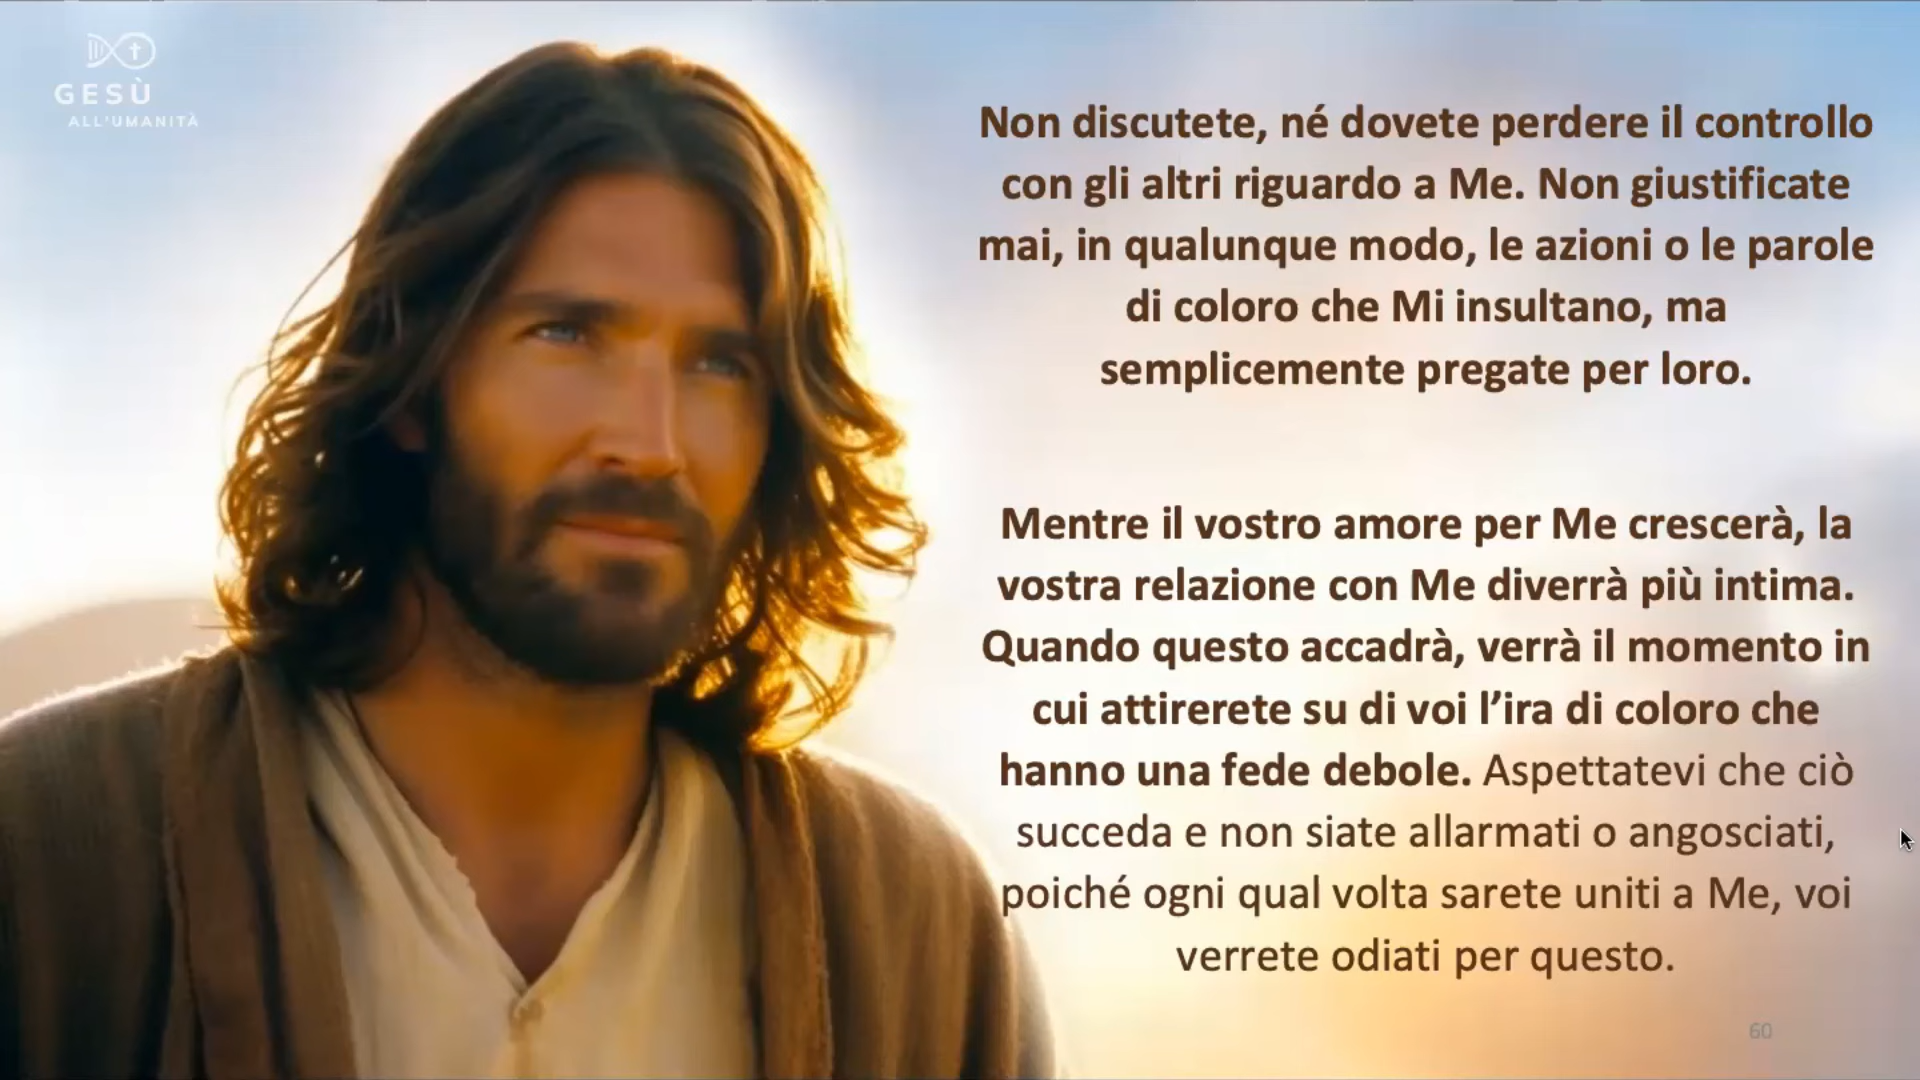 GESÙ
ALL'UMANITÀ
Non discutete, né dovete perdere il controllo
con gli altri riguardo a Me. Non giustificate
mai, in qualunque modo, le azioni o le parole
di coloro che Mi insultano, ma
semplicemente pregate per loro.
Mentre il vostro amore per Me crescerà, la
vostra relazione con Me diverrà più intima.
Quando questo accadrà, verrà il momento in
cui attirerete su di voi l’ira di coloro che
hanno una fede debole. Aspettatevi che ciò
succeda e non siate allarmati o angosciati,
poiché ogni qual volta sarete uniti a Me, voi
verrete odiati per questo.
60